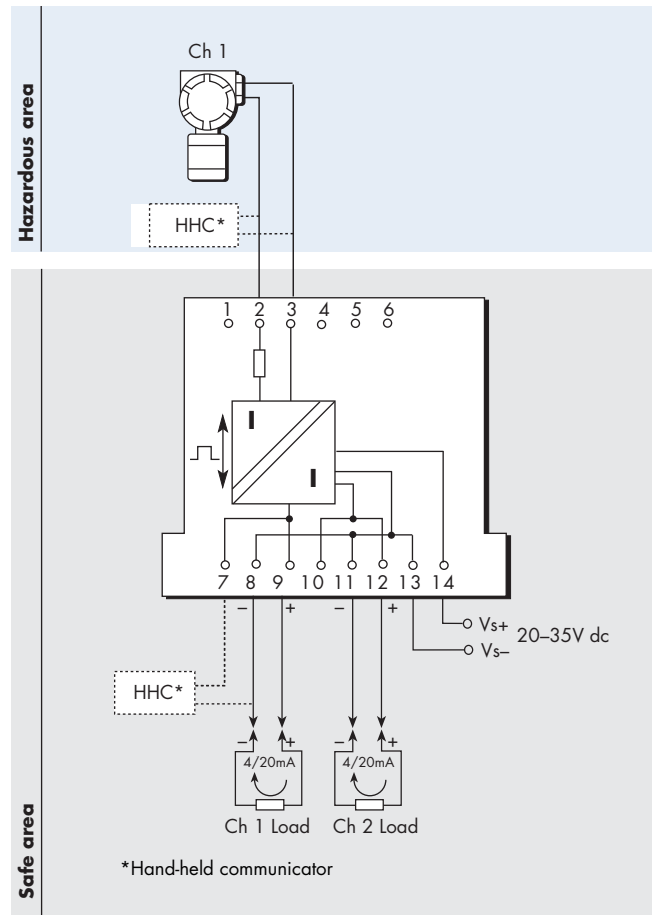 Hazardous area
Ch 1
HHC*
1 2 3 4 5 6
I
I
7 8 9 10 11 12 13 14
– + – +
Vs+
20–35V dc
Vs–
HHC*
– + – +
4/20mA 4/20mA
Ch 1 Load Ch 2 Load
*Hand-held communicator
Safe area